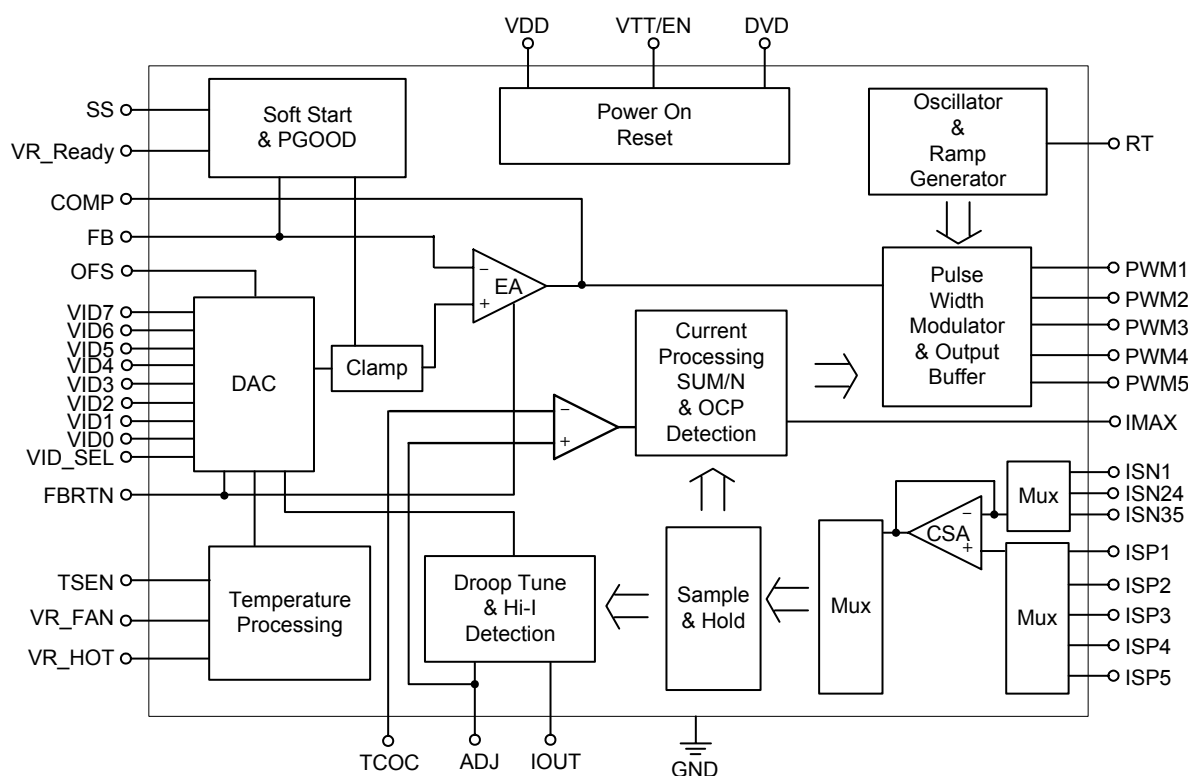 VDD
VTT/EN
DVD
SS
VR_Ready
COMP
FB
OFS
VID7
VID6
VID5
VID4
VID3
VID2
VID1
VID0
VID_SEL
FBRTN
TSEN
VR_FAN
VR_HOT
Soft Start
& PGOOD
Power On
Reset
Oscillator
&
Ramp
Generator
RT
−
EA
+
DAC
Clamp
Current
Processing
SUM/N
& OCP
Detection
−
+
Pulse
Width
Modulator
& Output
Buffer
PWM1
PWM2
PWM3
PWM4
PWM5
IMAX
ISN1
ISN24
ISN35
ISP1
ISP2
ISP3
ISP4
ISP5
Mux
−
CSA
+
Mux
Mux
Sample
& Hold
Droop Tune
& Hi-I
Detection
Temperature
Processing
TCOC
ADJ
IOUT
GND